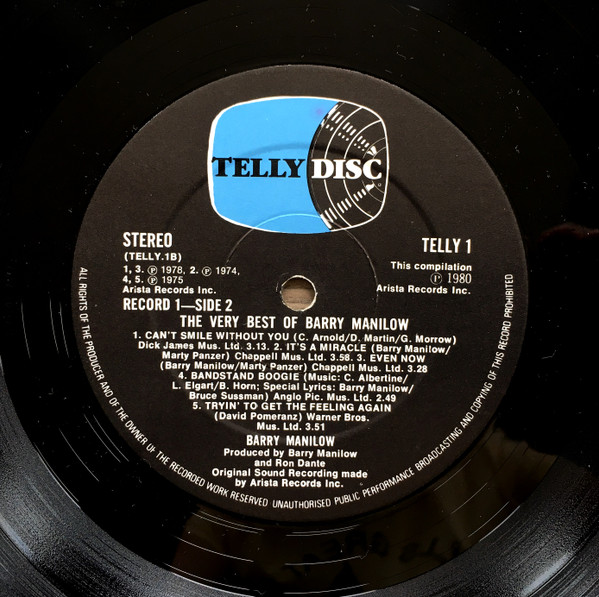 TELLY DISC
STEREO
(TELLY.1B)
1, 3. Ⓟ 1978, 2. Ⓟ 1974,
4, 5. Ⓟ 1975
Arista Records Inc.
TELLY 1
This compilation
Ⓟ 1980
Arista Records Inc.
RECORD 1—SIDE 2
THE VERY BEST OF BARRY MANILOW
1. CAN'T SMILE WITHOUT YOU (C. Arnold/D. Martin/G. Morrow)
Dick James Mus. Ltd. 3.13. 2. IT'S A MIRACLE (Barry Manilow/
Marty Panzer) Chappell Mus. Ltd. 3.58. 3. EVEN NOW
(Barry Manilow/Marty Panzer) Chappell Mus. Ltd. 3.28
4. BANDSTAND BOOGIE (Music: C. Albertine/
L. Elgart/B. Horn; Special Lyrics: Barry Manilow/
Bruce Sussman) Anglo Pic. Mus. Ltd. 2.49
5. TRYIN' TO GET THE FEELING AGAIN
(David Pomeranz) Warner Bros.
Mus. Ltd. 3.51
BARRY MANILOW
Produced by Barry Manilow
and Ron Dante
Original Sound Recording made
by Arista Records Inc.
ALL RIGHTS OF THE PRODUCER AND OF THE OWNER OF THE RECORDED WORK RESERVED UNAUTHORISED PUBLIC PERFORMANCE BROADCASTING AND COPYING OF THIS RECORD PROHIBITED